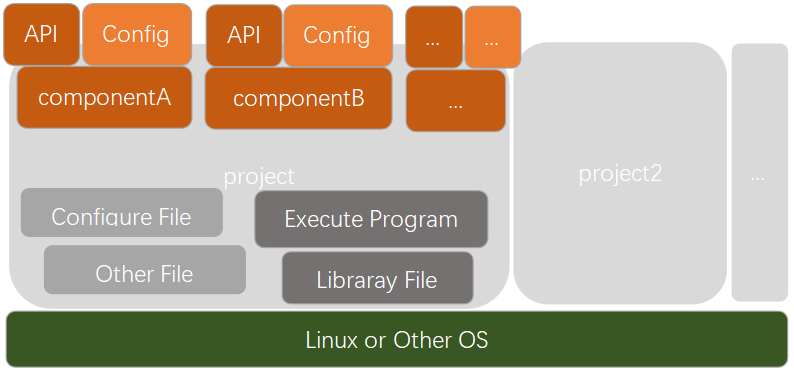 API
Config
API
Config
...
...
componentA
componentB
...
project
project2
...
Configure File
Execute Program
Other File
Libraray File
Linux or Other OS